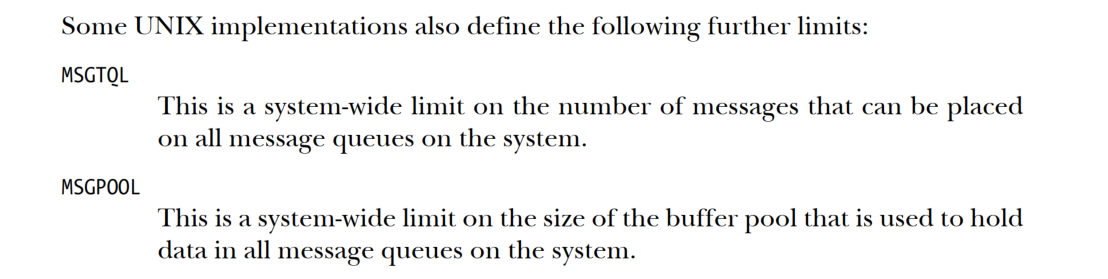 Some UNIX implementations also define the following further limits:
MSGTQL
This is a system-wide limit on the number of messages that can be placed
on all message queues on the system.
MSGPOOL
This is a system-wide limit on the size of the buffer pool that is used to hold
data in all message queues on the system.